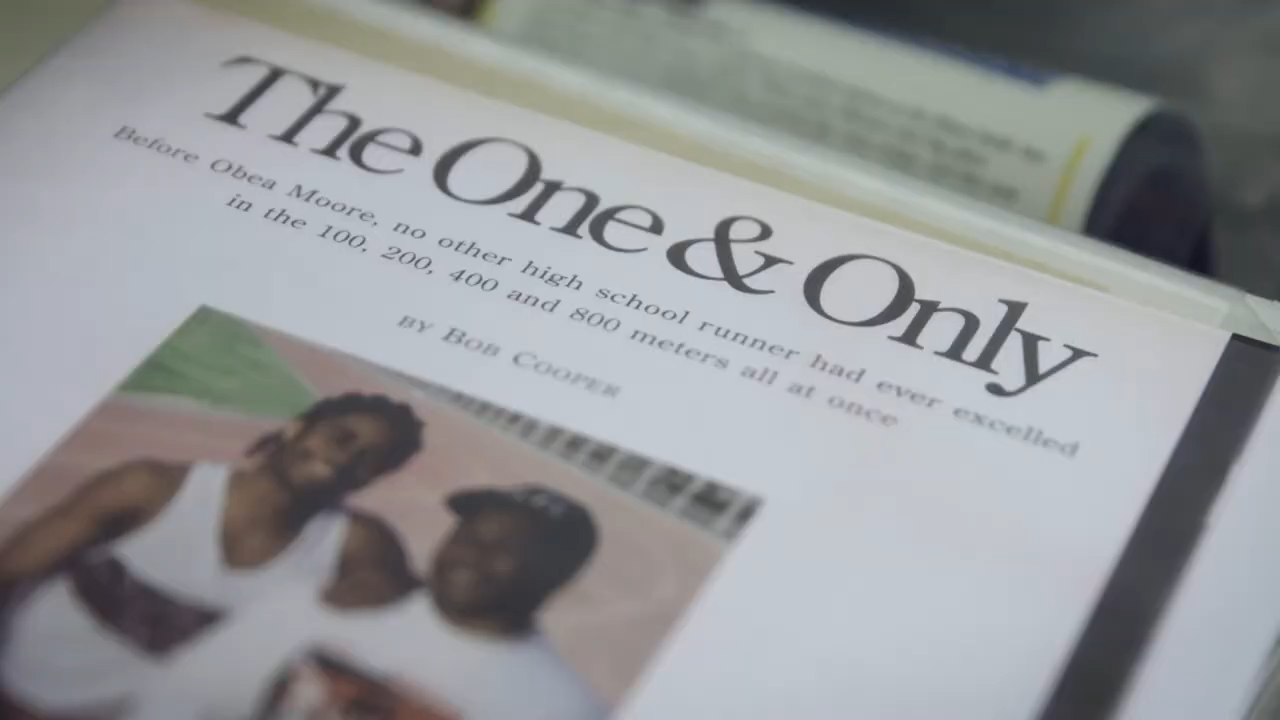 The One & Only
Before Obea Moore, no other high school runner had ever excelled
in the 100, 200, 400 and 800 meters all at once
BY BOB COOPER